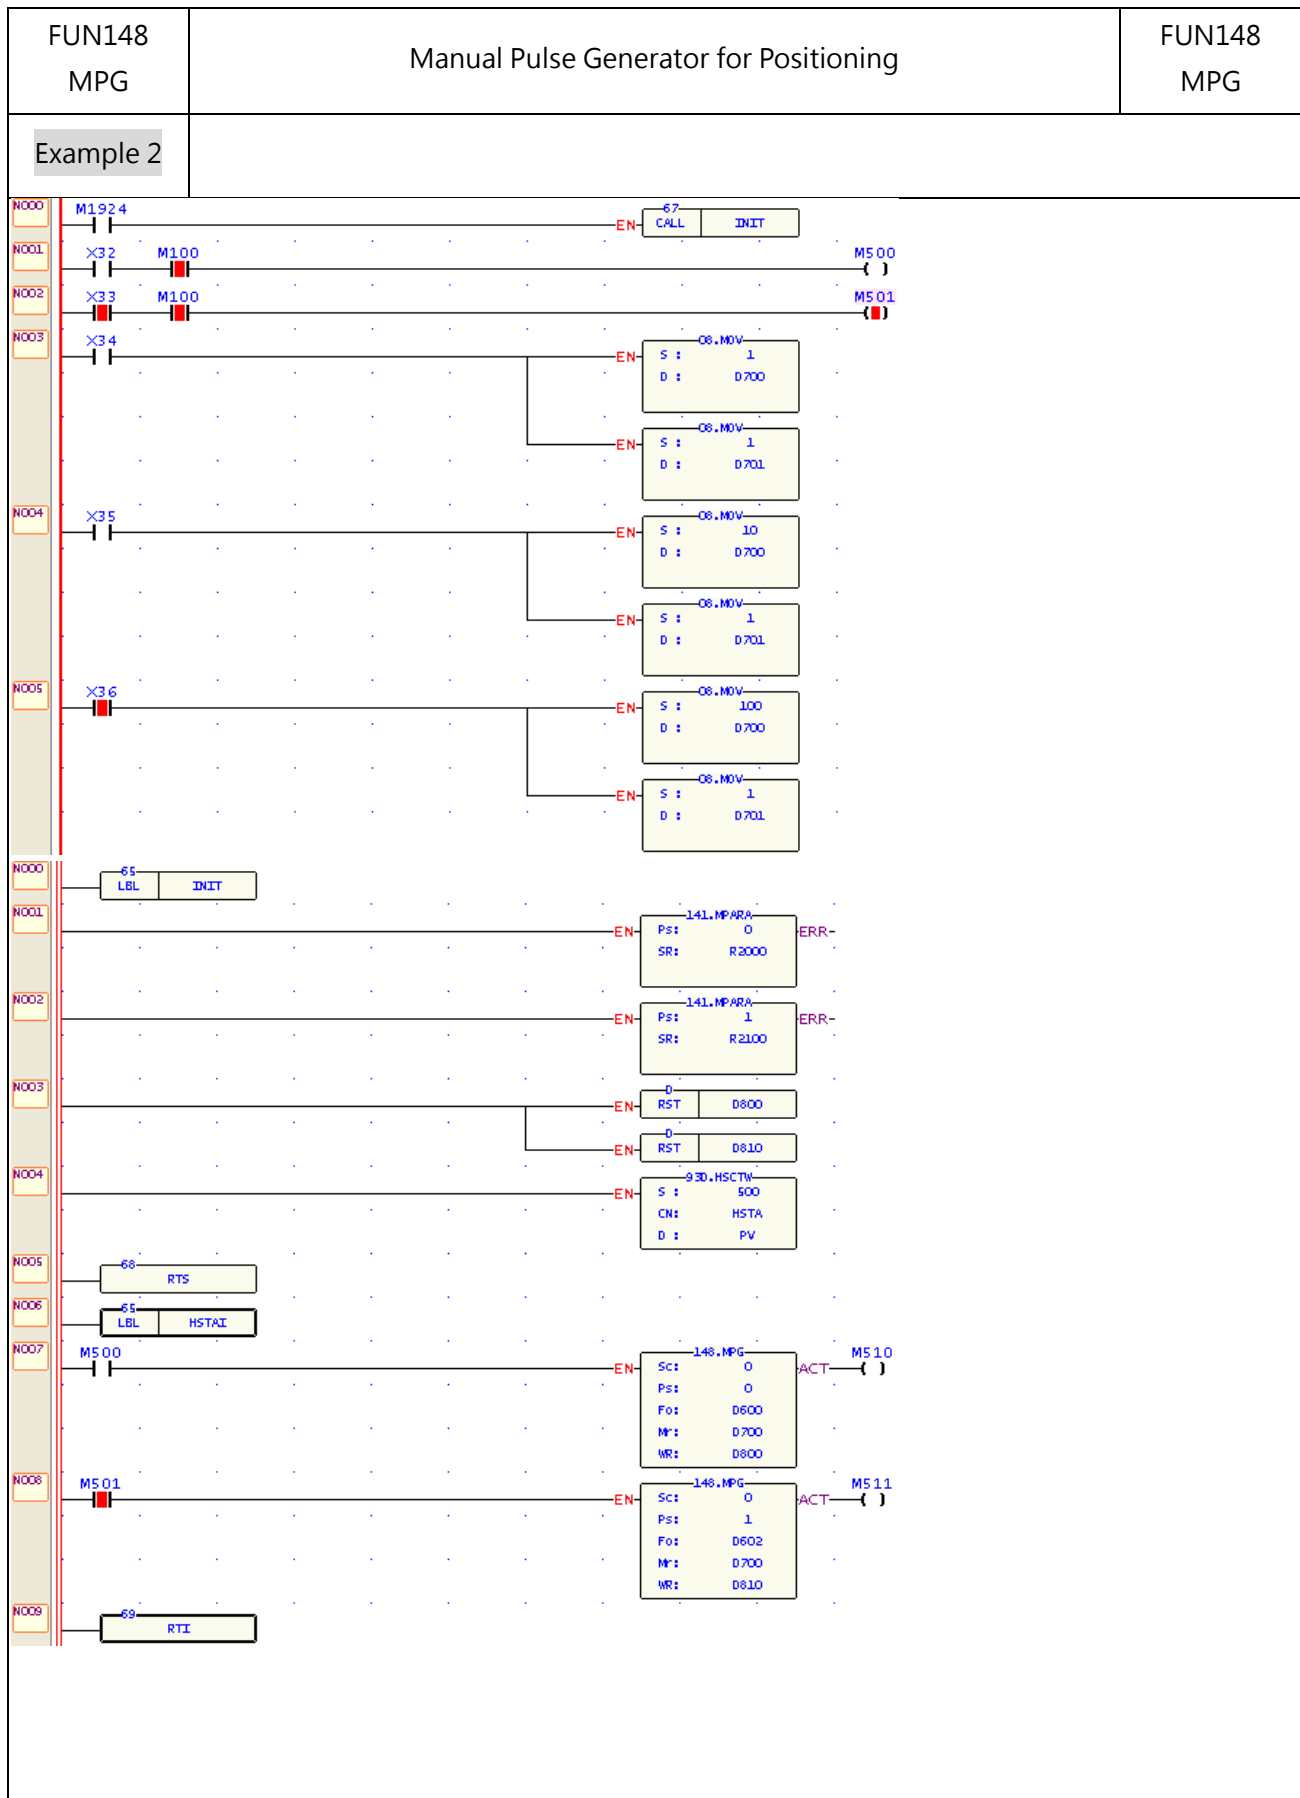 FUN148
MPG
Manual Pulse Generator for Positioning
FUN148
MPG
Example 2
N000
M1924
EN
67
CALL INIT
N001
X32 M100 M500
N002
X33 M100 M501
N003
X34
EN
08.MOV
S : 1
D : D700
EN
08.MOV
S : 1
D : D701
N004
X35
EN
08.MOV
S : 10
D : D700
EN
08.MOV
S : 1
D : D701
N005
X36
EN
08.MOV
S : 100
D : D700
EN
08.MOV
S : 1
D : D701
N000
65
LBL INIT
N001
EN
141.MPARA
Ps: 0
SR: R2000
ERR
N002
EN
141.MPARA
Ps: 1
SR: R2100
ERR
N003
EN
D
RST D800
EN
D
RST D810
N004
EN
93D.HSCTW
S : 500
CN: HSTA
D : PV
N005
68
RTS
N006
65
LBL HSTAI
N007
M500
EN
148.MPG
Sc: 0
Ps: 0
Fo: D600
Mr: D700
WR: D800
ACT
M510
N008
M501
EN
148.MPG
Sc: 0
Ps: 1
Fo: D602
Mr: D700
WR: D810
ACT
M511
N009
69
RTI